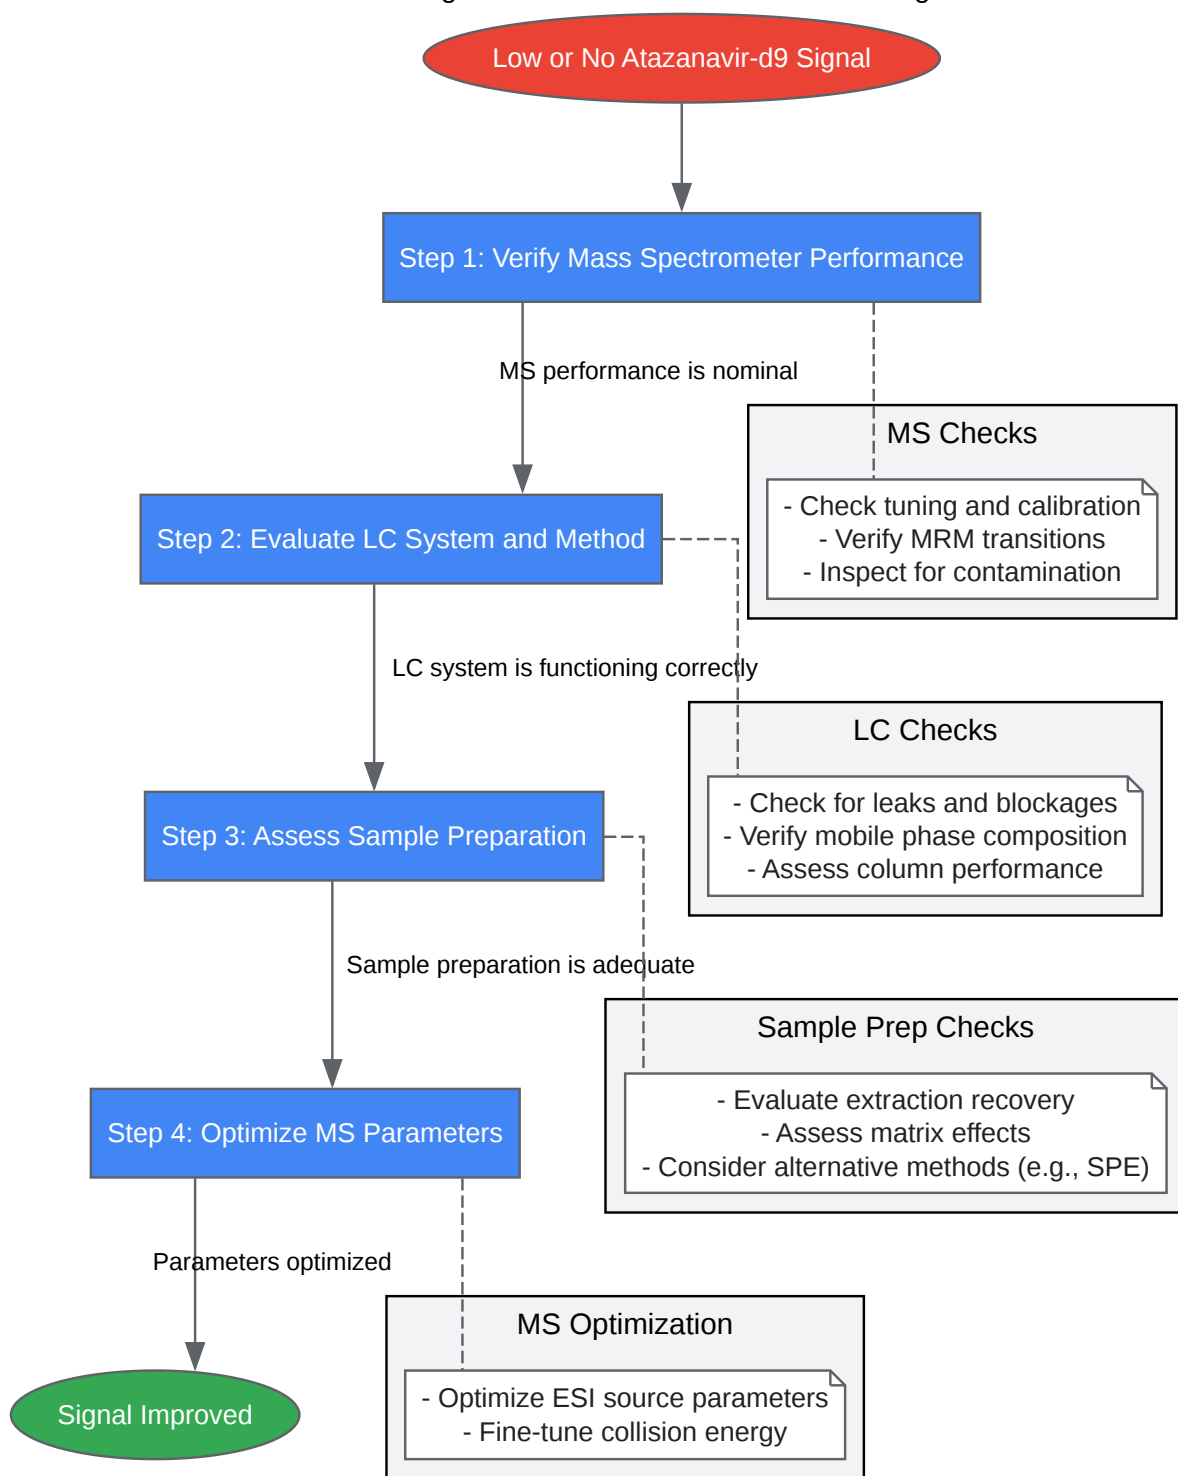 Low or No Atazanavir-d9 Signal
Step 1: Verify Mass Spectrometer Performance
MS performance is nominal
MS Checks
- Check tuning and calibration
- Verify MRM transitions
- Inspect for contamination
Step 2: Evaluate LC System and Method
LC system is functioning correctly
LC Checks
- Check for leaks and blockages
- Verify mobile phase composition
- Assess column performance
Step 3: Assess Sample Preparation
Sample preparation is adequate
Sample Prep Checks
- Evaluate extraction recovery
- Assess matrix effects
- Consider alternative methods (e.g., SPE)
Step 4: Optimize MS Parameters
Parameters optimized
MS Optimization
- Optimize ESI source parameters
- Fine-tune collision energy
Signal Improved